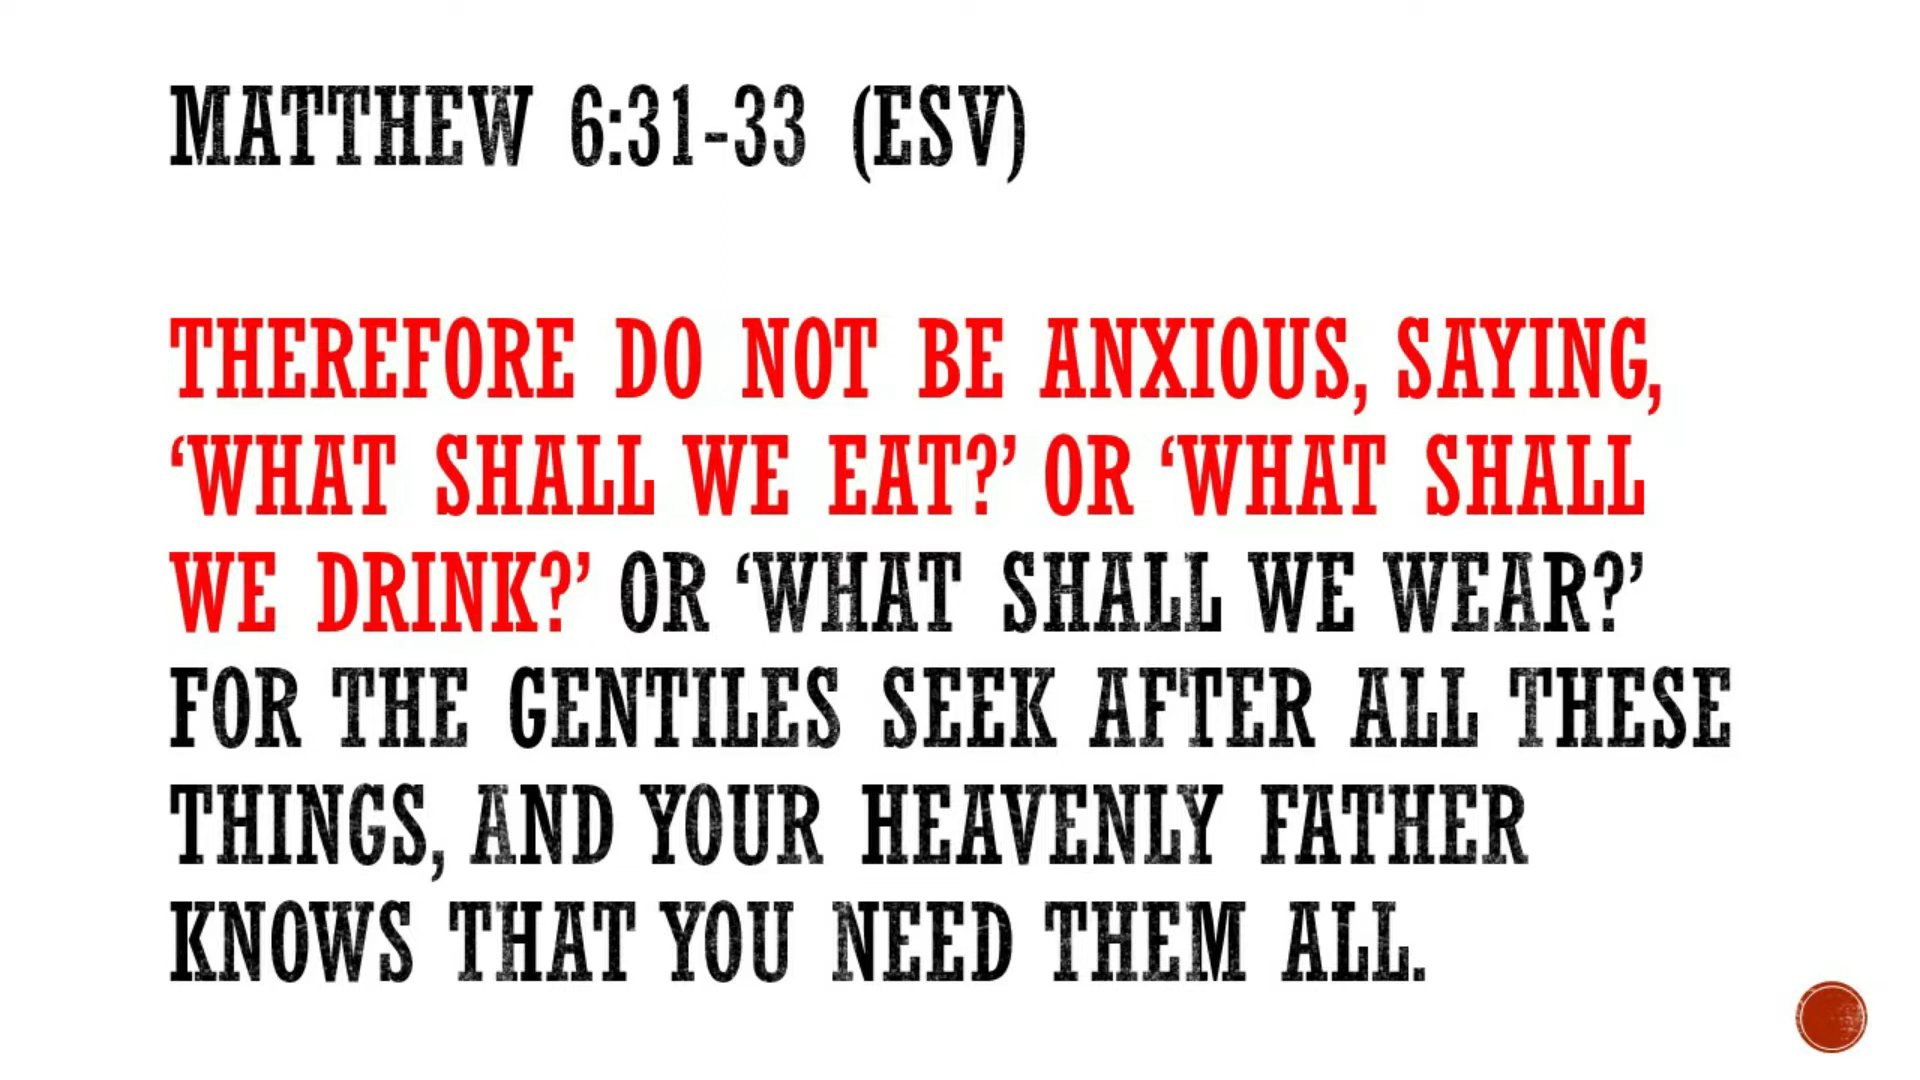 MATTHEW 6:31-33 (ESV)
THEREFORE DO NOT BE ANXIOUS, SAYING,
‘WHAT SHALL WE EAT?’ OR ‘WHAT SHALL
WE DRINK?’ OR ‘WHAT SHALL WE WEAR?’
FOR THE GENTILES SEEK AFTER ALL THESE
THINGS, AND YOUR HEAVENLY FATHER
KNOWS THAT YOU NEED THEM ALL.